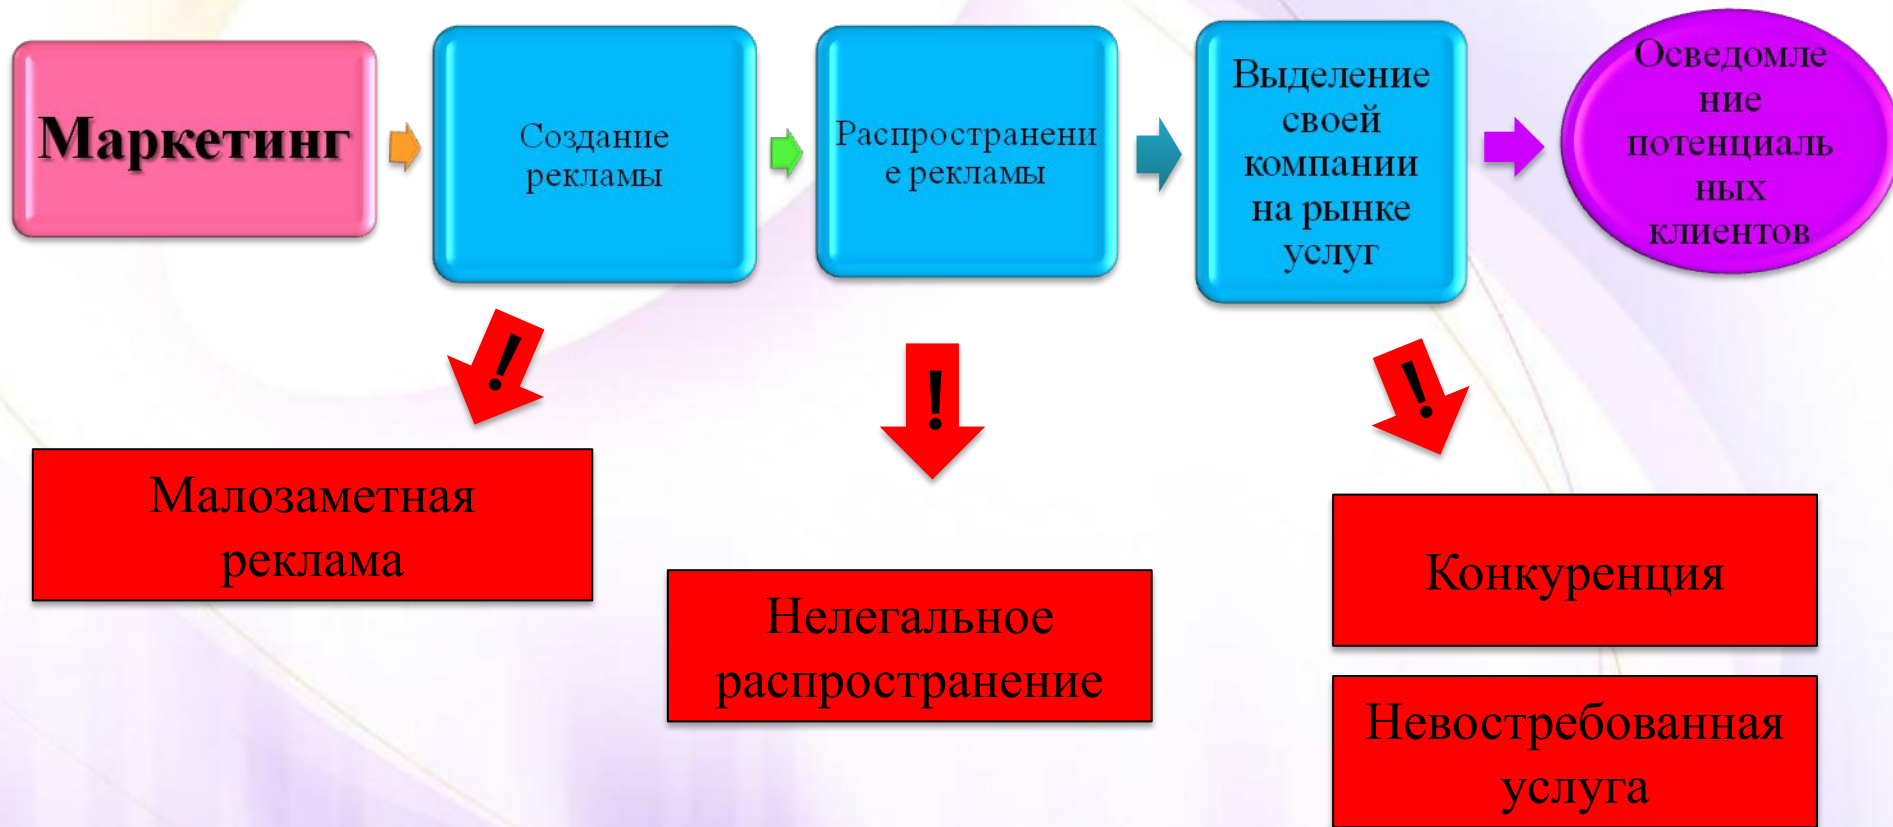 Маркетинг
Создание
рекламы
Распространени
е рекламы
Выделение
своей
компании
на рынке
услуг
Осведомле
ние
потенциаль
ных
клиентов
!
!
!
Малозаметная
реклама
Нелегальное
распространение
Конкуренция
Невостребованная
услуга